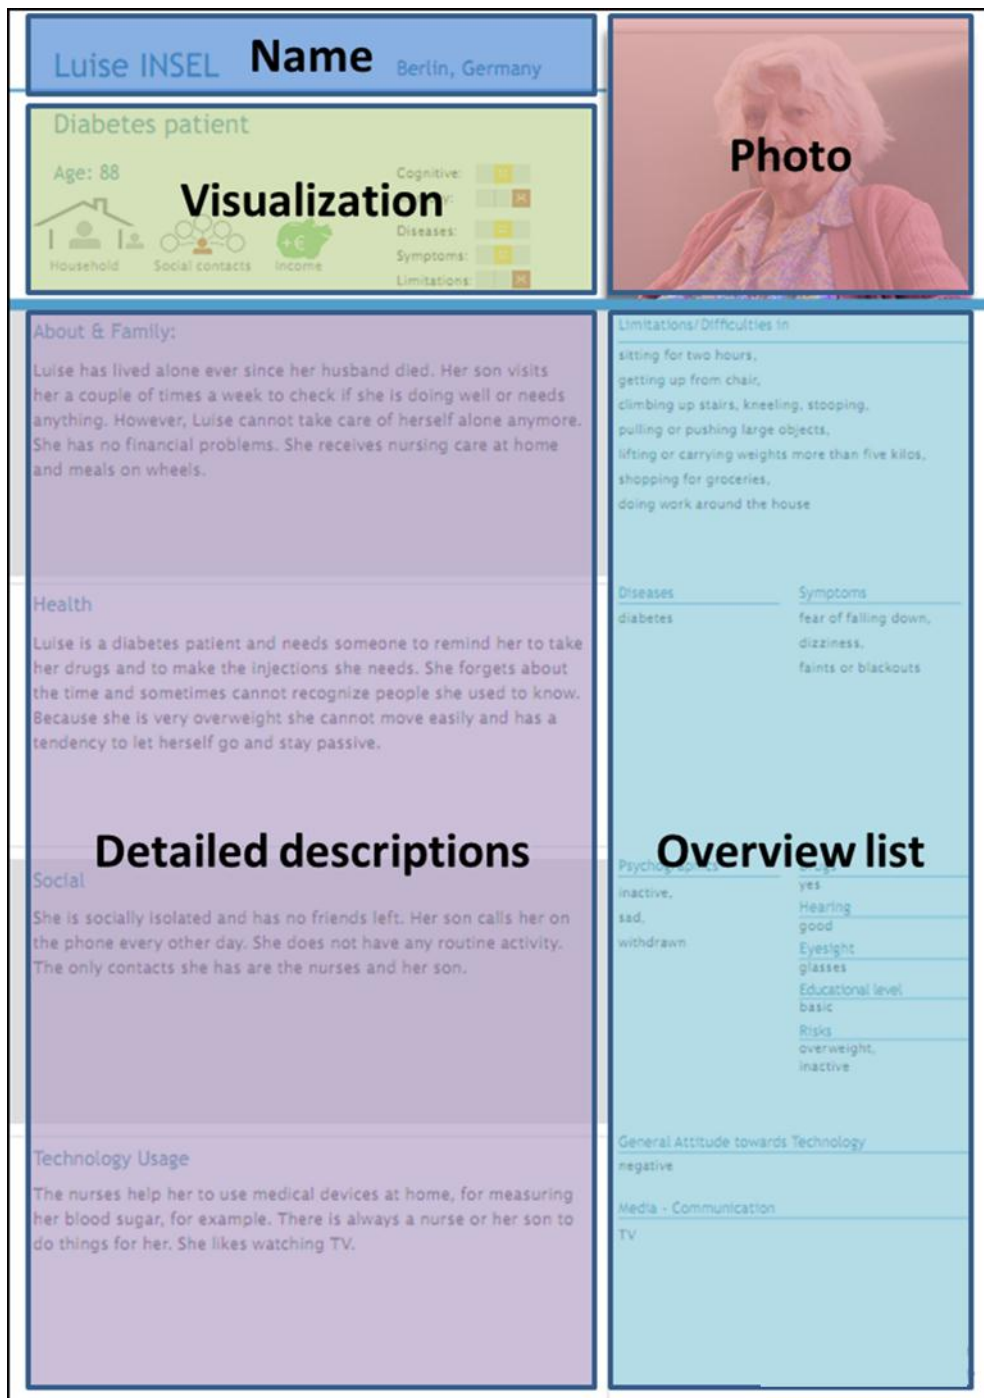 Luise INSEL
Name
Berlin, Germany
Diabetes patient
Age: 88
Visualization
Household
Social contacts
+€
Income
Cognitive:
Diseases:
Symptoms:
Limitations:
Photo
About & Family:
Luise has lived alone ever since her husband died. Her son visits
her a couple of times a week to check if she is doing well or needs
anything. However, Luise cannot take care of herself alone anymore.
She has no financial problems. She receives nursing care at home
and meals on wheels.
Health
Luise is a diabetes patient and needs someone to remind her to take
her drugs and to make the injections she needs. She forgets about
the time and sometimes cannot recognize people she used to know.
Because she is very overweight she cannot move easily and has a
tendency to let herself go and stay passive.
Detailed descriptions
Social
She is socially isolated and has no friends left. Her son calls her on
the phone every other day. She does not have any routine activity.
The only contacts she has are the nurses and her son.
Technology Usage
The nurses help her to use medical devices at home, for measuring
her blood sugar, for example. There is always a nurse or her son to
do things for her. She likes watching TV.
Limitations/Difficulties in
sitting for two hours,
getting up from chair,
climbing up stairs, kneeling, stooping,
pulling or pushing large objects,
lifting or carrying weights more than five kilos,
shopping for groceries,
doing work around the house
Diseases
diabetes
Symptoms
fear of falling down,
dizziness,
faints or blackouts
Overview list
Psychographics
inactive,
sad,
withdrawn
Drugs
yes
Hearing
good
Eyesight
glasses
Educational level
basic
Risks
overweight,
inactive
General Attitude towards Technology
negative
Media - Communication
TV